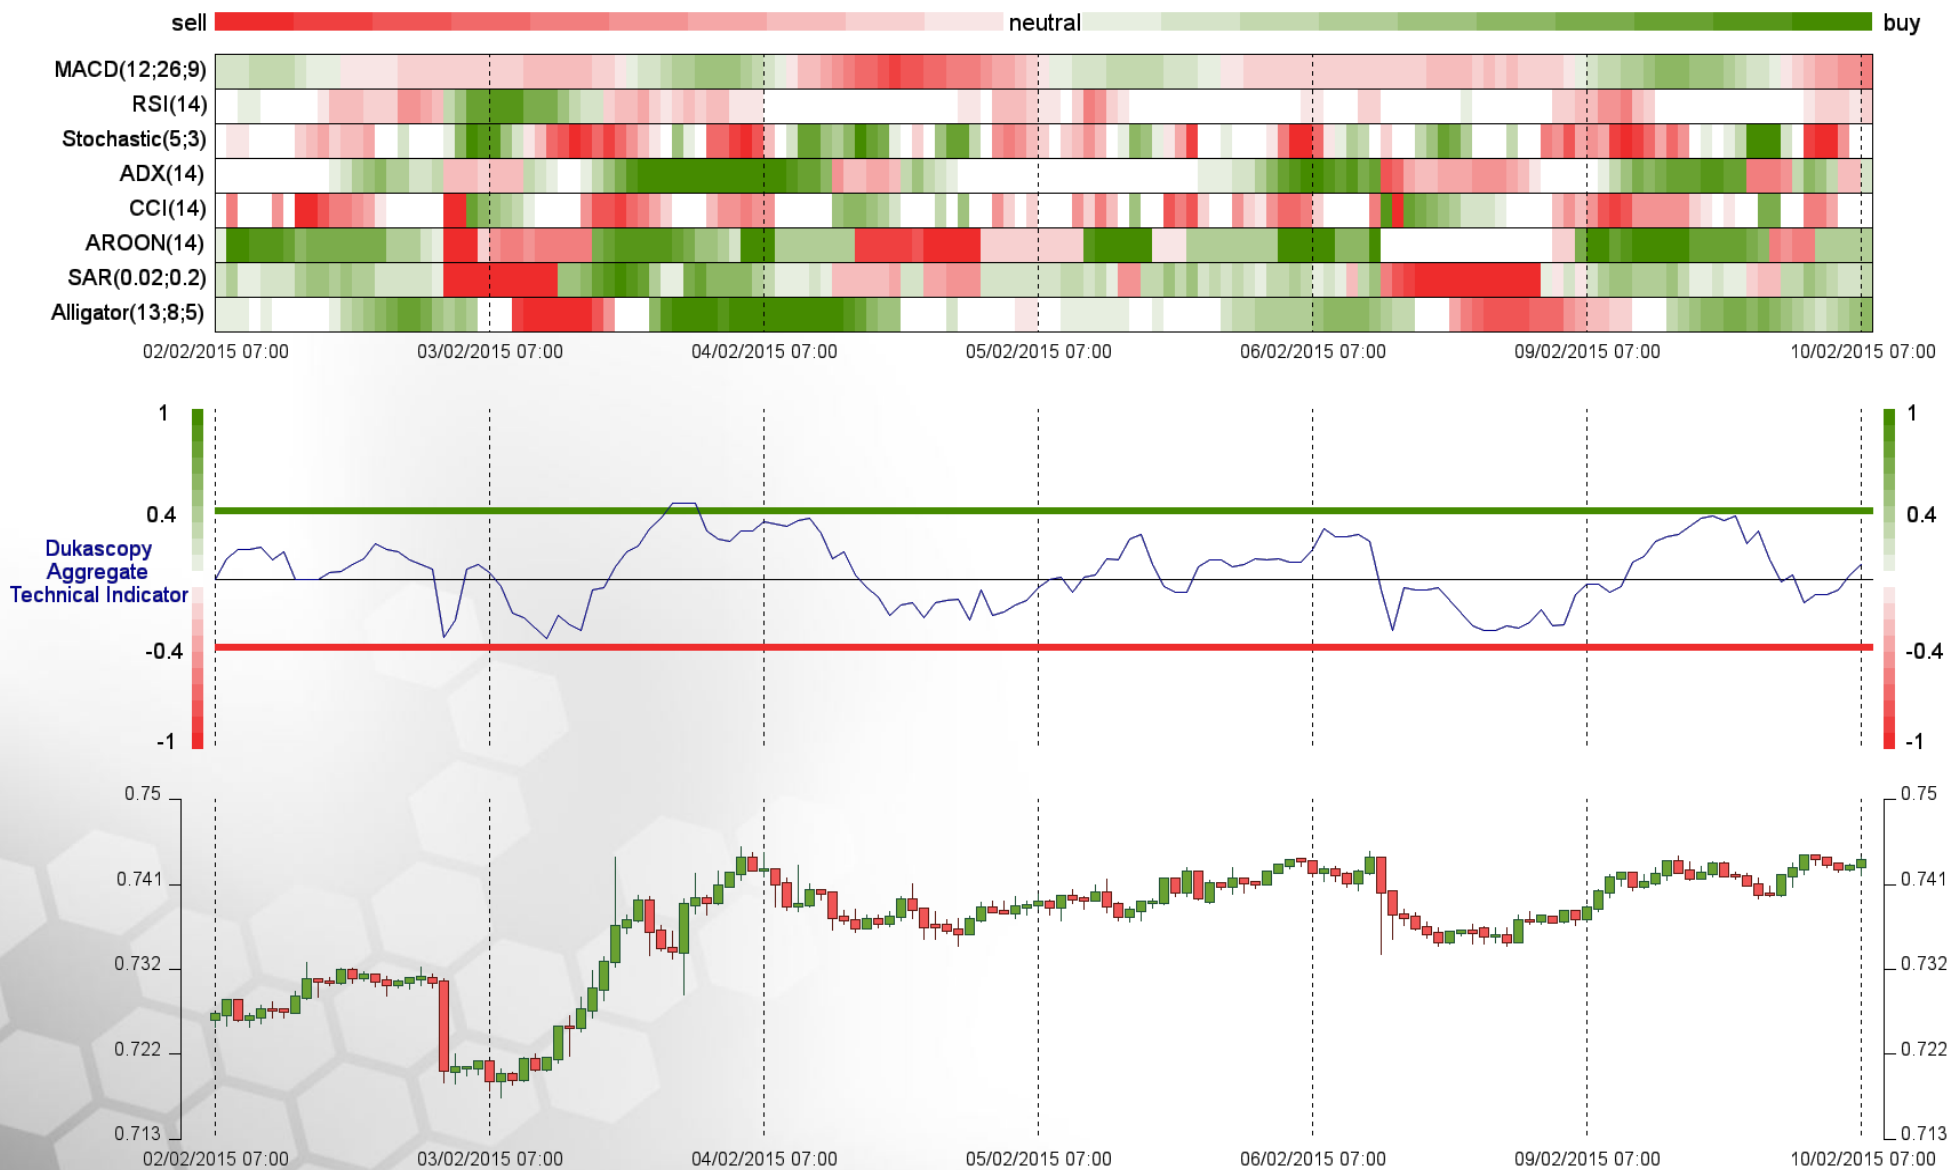 sell neutral buy
MACD(12;26;9)
RSI(14)
Stochastic(5;3)
ADX(14)
CCI(14)
AROON(14)
SAR(0.02;0.2)
Alligator(13;8;5)
02/02/2015 07:00 03/02/2015 07:00 04/02/2015 07:00 05/02/2015 07:00 06/02/2015 07:00 09/02/2015 07:00 10/02/2015 07:00
1 1
0.4 0.4
Dukascopy
Aggregate
Technical Indicator
-0.4 -0.4
-1 -1
0.75 0.75
0.741 0.741
0.732 0.732
0.722 0.722
0.713 0.713
02/02/2015 07:00 03/02/2015 07:00 04/02/2015 07:00 05/02/2015 07:00 06/02/2015 07:00 09/02/2015 07:00 10/02/2015 07:00